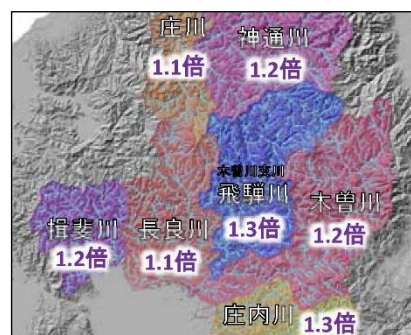 庄川
1.1倍
神通川
1.2倍
木曽川支川
飛騨川
1.3倍
木曽川
1.2倍
揖斐川
1.2倍
長良川
1.1倍
庄内川
1.3倍